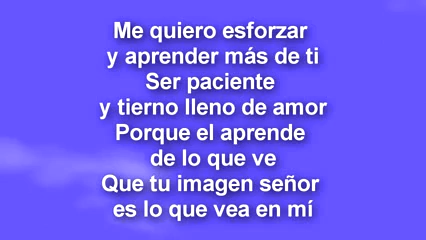 Me quiero esforzar
y aprender más de ti
Ser paciente
y tierno lleno de amor
Porque el aprende
de lo que ve
Que tu imagen señor
es lo que vea en mí